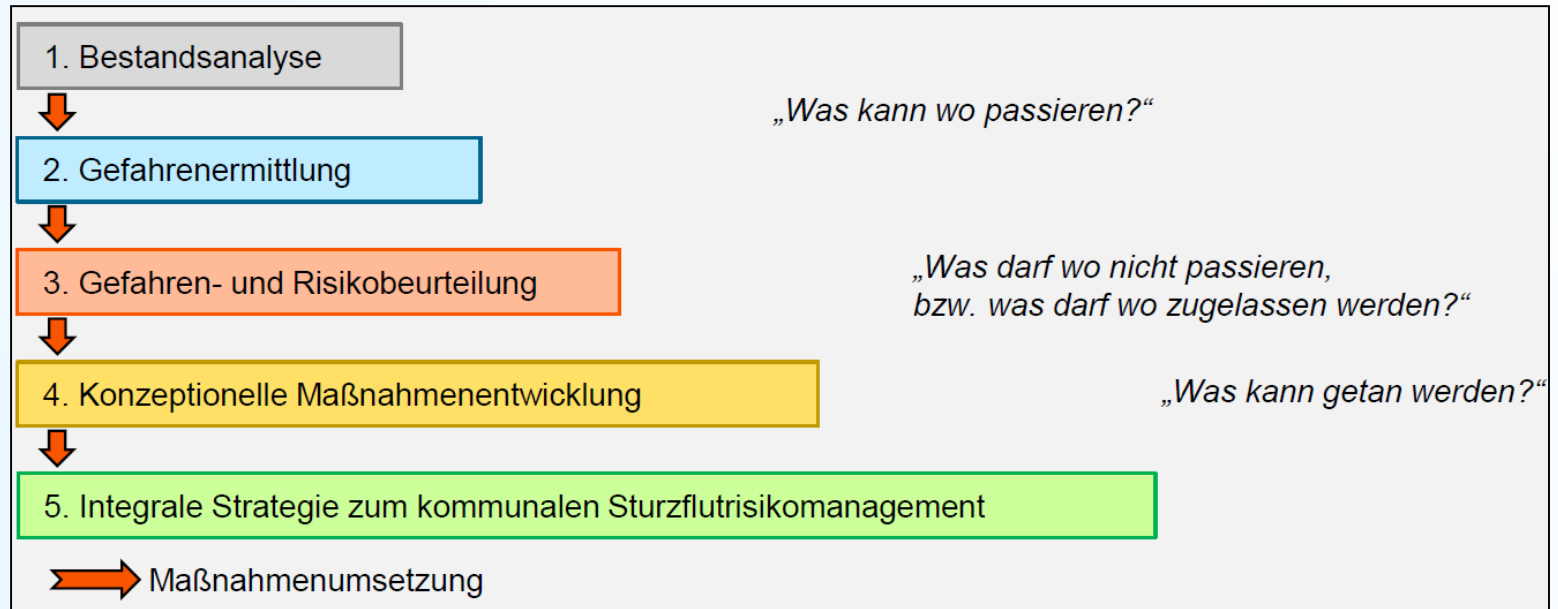 1. Bestandsanalyse
„Was kann wo passieren?“
2. Gefahrenermittlung
3. Gefahren- und Risikobeurteilung
„Was darf wo nicht passieren,
bzw. was darf wo zugelassen werden?“
4. Konzeptionelle Maßnahmenentwicklung
„Was kann getan werden?“
5. Integrale Strategie zum kommunalen Sturzflutrisikomanagement
Maßnahmenumsetzung